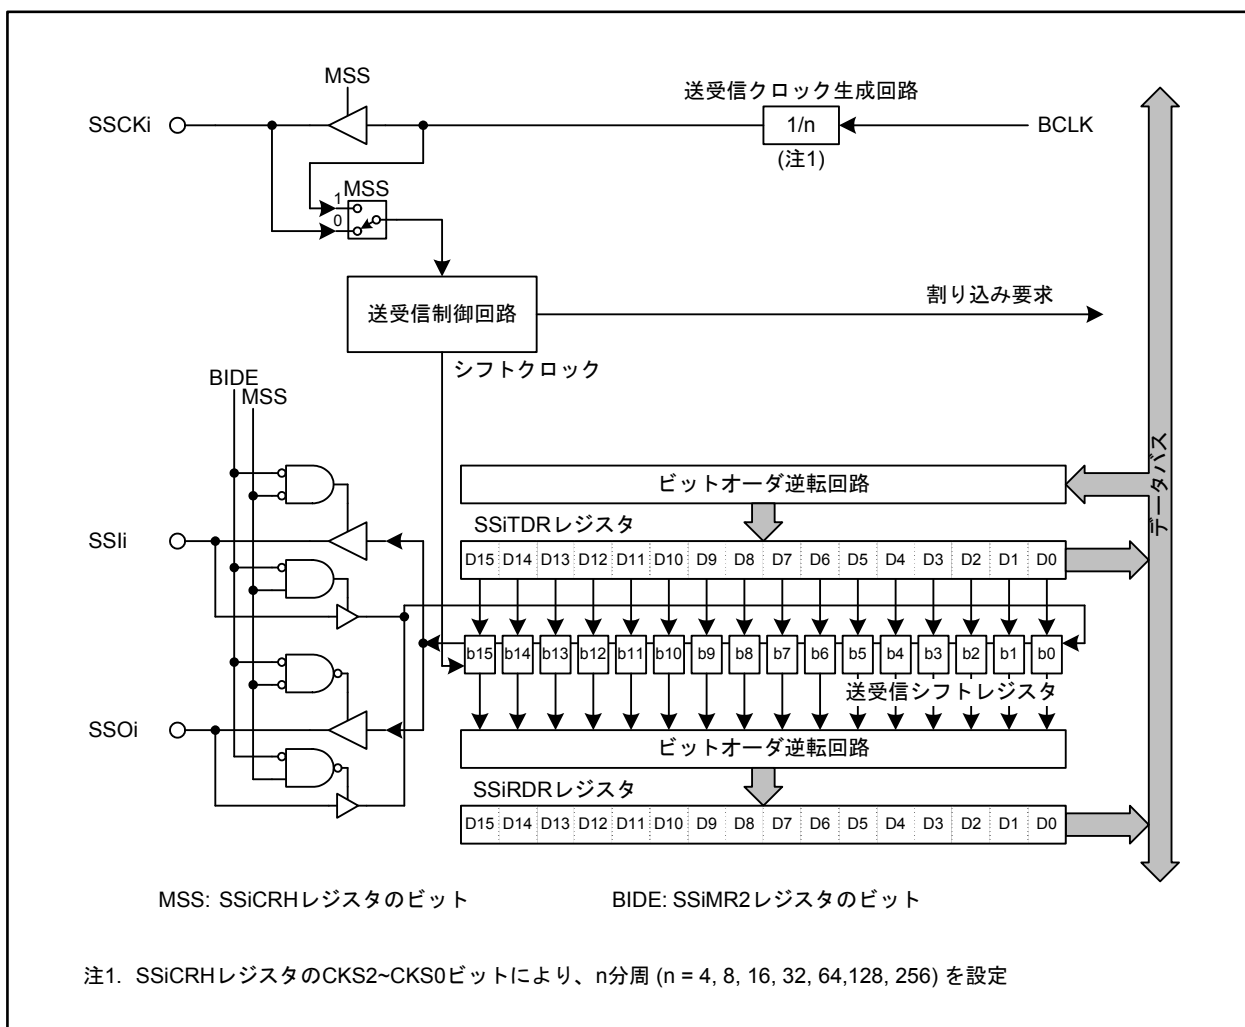 MSS
送受信クロック生成回路
SSCKi
1/n
BCLK
(注1)
MSS
1
0
送受信制御回路
割り込み要求
シフトクロック
BIDE
MSS
データバス
ビットオーダ逆転回路
SSiTDRレジスタ
SSIi
D15 D14 D13 D12 D11 D10 D9 D8 D7 D6 D5 D4 D3 D2 D1 D0
b15 b14 b13 b12 b11 b10 b9 b8 b7 b6 b5 b4 b3 b2 b1 b0
送受信シフトレジスタ
SSOi
ビットオーダ逆転回路
SSiRDRレジスタ
D15 D14 D13 D12 D11 D10 D9 D8 D7 D6 D5 D4 D3 D2 D1 D0
MSS: SSiCRHレジスタのビット
BIDE: SSiMR2レジスタのビット
注1. SSiCRHレジスタのCKS2~CKS0ビットにより、n分周 (n = 4, 8, 16, 32, 64,128, 256) を設定